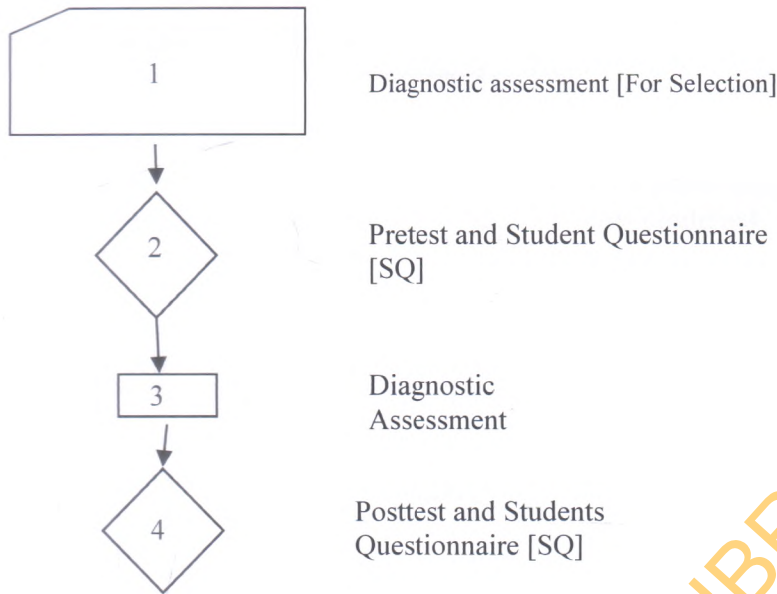 1
Diagnostic assessment [For Selection]
2
Pretest and Student Questionnaire
[SQ]
3
Diagnostic
Assessment
4
Posttest and Students
Questionnaire [SQ]